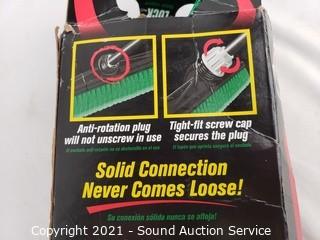 LOCK
Anti-rotation plug
will not unscrew in use
Tight-fit screw cap
secures the plug
Solid Connection
Never Comes Loose!
Su conexión sólida nunca se afloja!
Copyright 2021 - Sound Auction Service